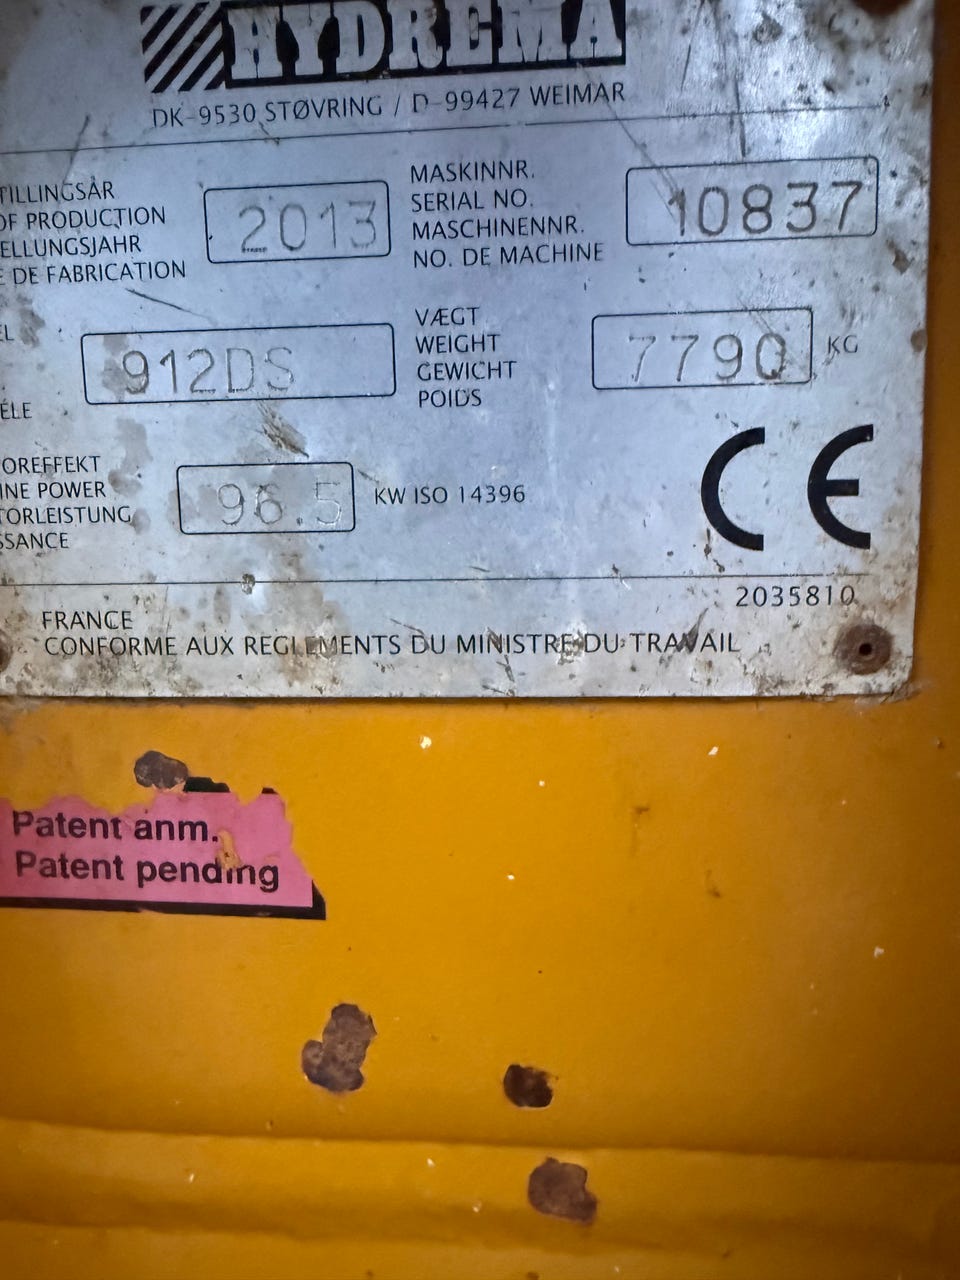 HYDREMA
DK-9530 STØVRING / D-99427 WEIMAR
TILLINGSÅR
OF PRODUCTION
ELLUNGSJAHR
E DE FABRICATION
2013
MASKINNR.
SERIAL NO.
MASCHINENNR.
NO. DE MACHINE
10837
EL
ÉLE
912DS
VÆGT
WEIGHT
GEWICHT
POIDS
7790 KG
OREFFEKT
INE POWER
TORLEISTUNG
SSANCE
96.5 KW ISO 14396
CE
2035810
FRANCE
CONFORME AUX REGLEMENTS DU MINISTRE DU TRAVAIL
Patent anm.
Patent pending